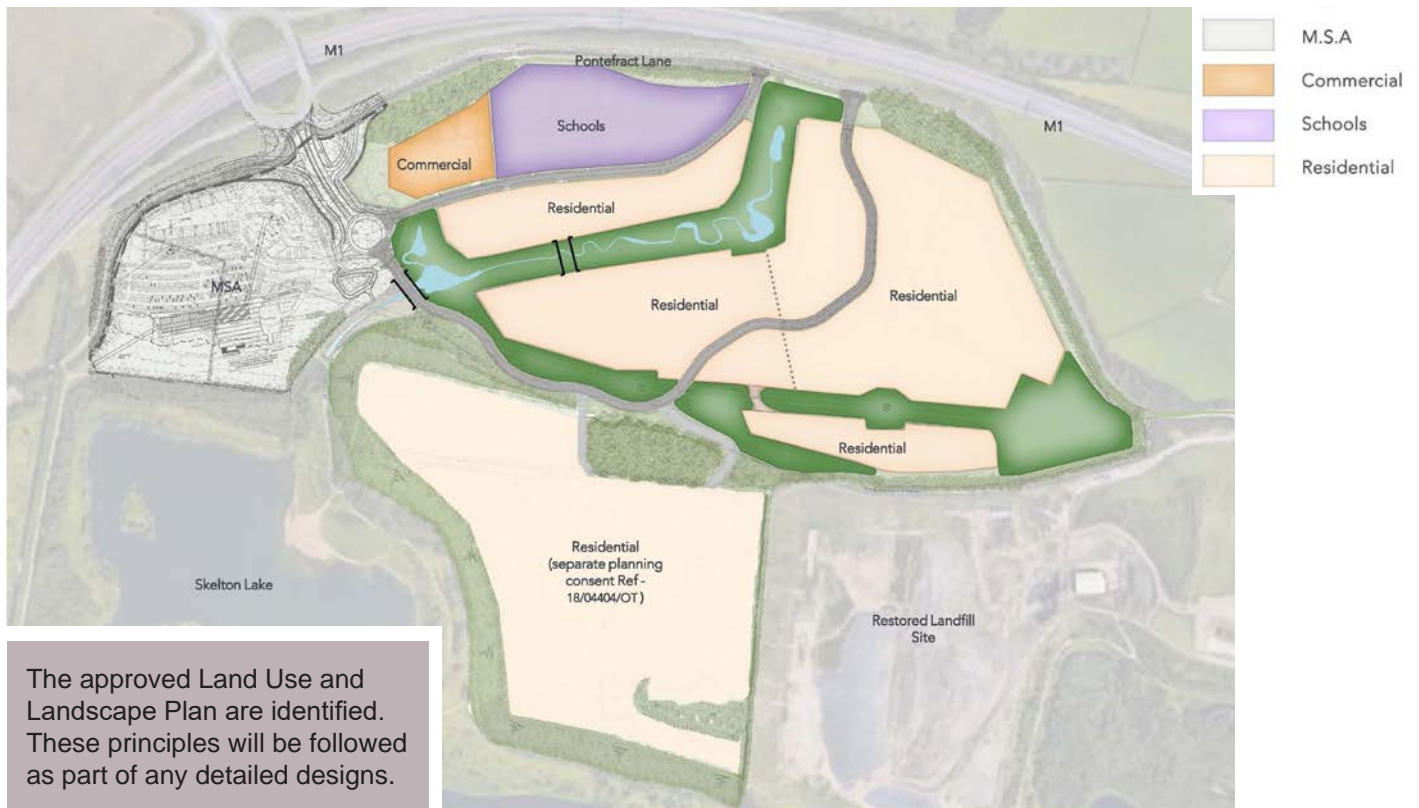 M1
Pontefract Lane
Schools
Commercial
M1
Residential
MSA
Residential
Residential
Residential
Residential
(separate planning
consent Ref -
18/04404/OT)
Skelton Lake
Restored Landfill
Site
M.S.A
Commercial
Schools
Residential
The approved Land Use and
Landscape Plan are identified.
These principles will be followed
as part of any detailed designs.